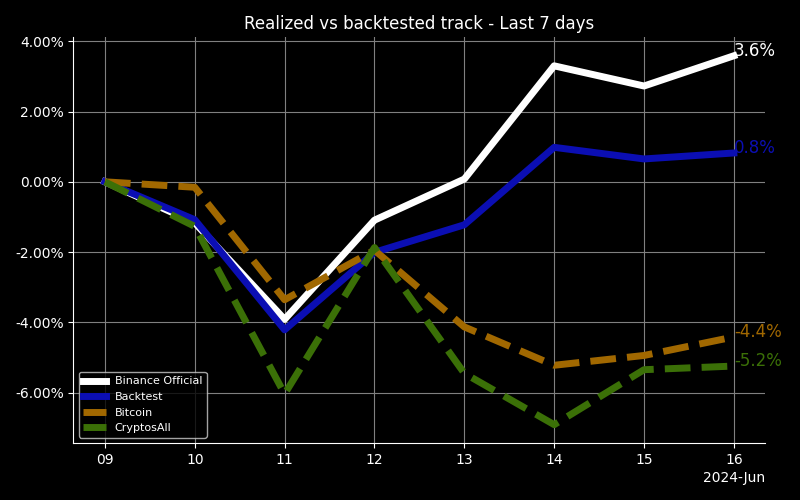 Realized vs backtested track - Last 7 days
4.00%
2.00%
0.00%
-2.00%
-4.00%
-6.00%
3.6%
0.8%
-4.4%
-5.2%
Binance Official
Backtest
Bitcoin
CryptosAll
09 10 11 12 13 14 15 16
2024-Jun